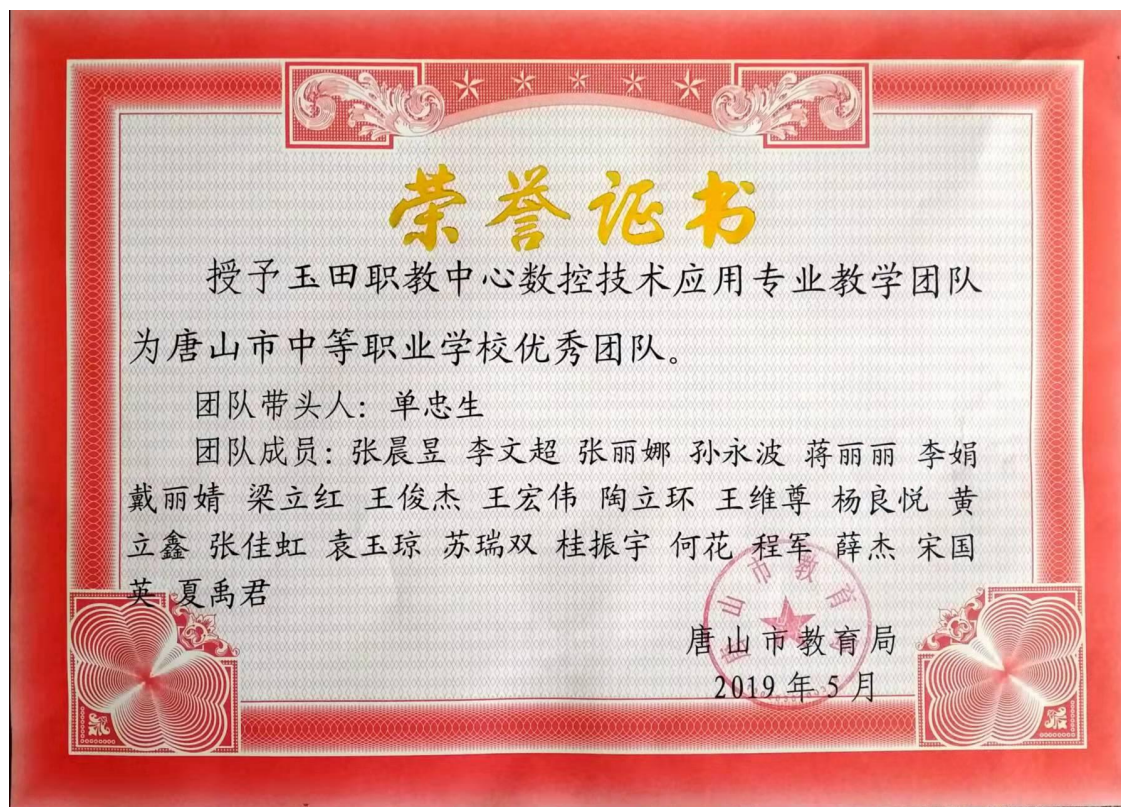 荣誉证书
授予玉田职教中心数控技术应用专业教学团队
为唐山市中等职业学校优秀团队。
团队带头人：单忠生
团队成员：张晨昱 李文超 张丽娜 孙永波 蒋丽丽 李娟
戴丽婧 梁立红 王俊杰 王宏伟 陶立环 王维尊 杨良悦 黄
立鑫 张佳虹 袁玉琼 苏瑞双 桂振宇 何花 程军 薛杰 宋国
英 夏禹君
唐山市教育局
唐山市教育局
2019年5月